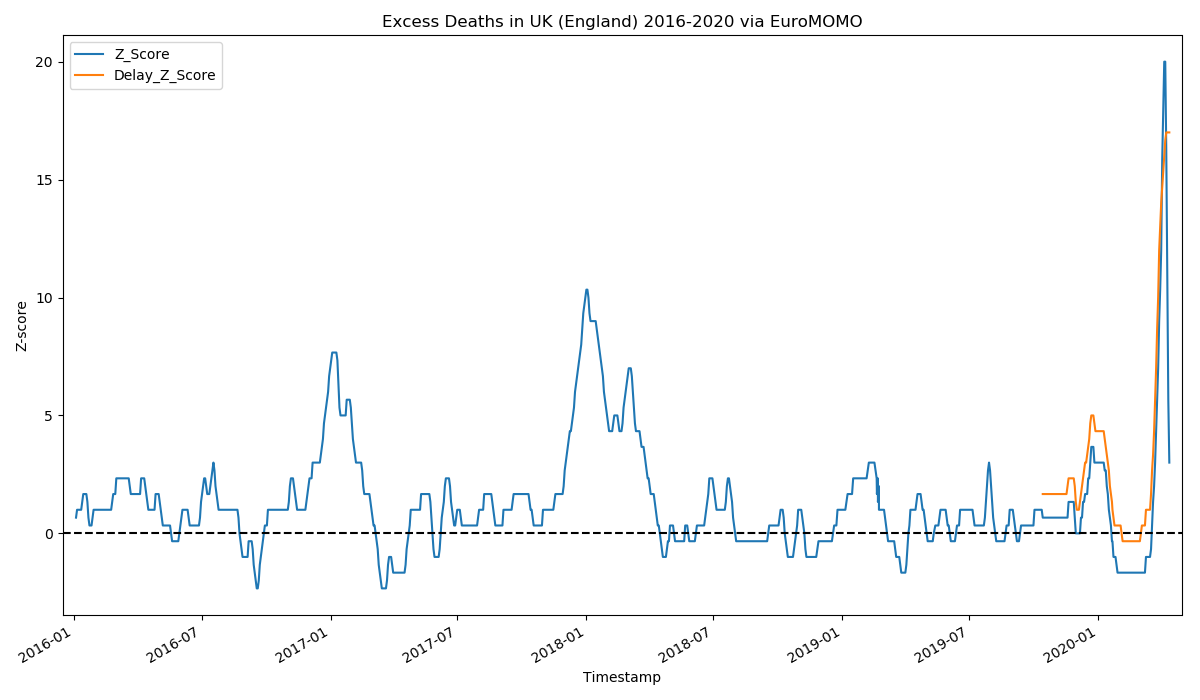 Excess Deaths in UK (England) 2016-2020 via EuroMOMO
Z_Score
Delay_Z_Score
20
15
10
5
0
Z-score
2016-01
2016-07
2017-01
2017-07
2018-01
2018-07
2019-01
2019-07
2020-01
Timestamp